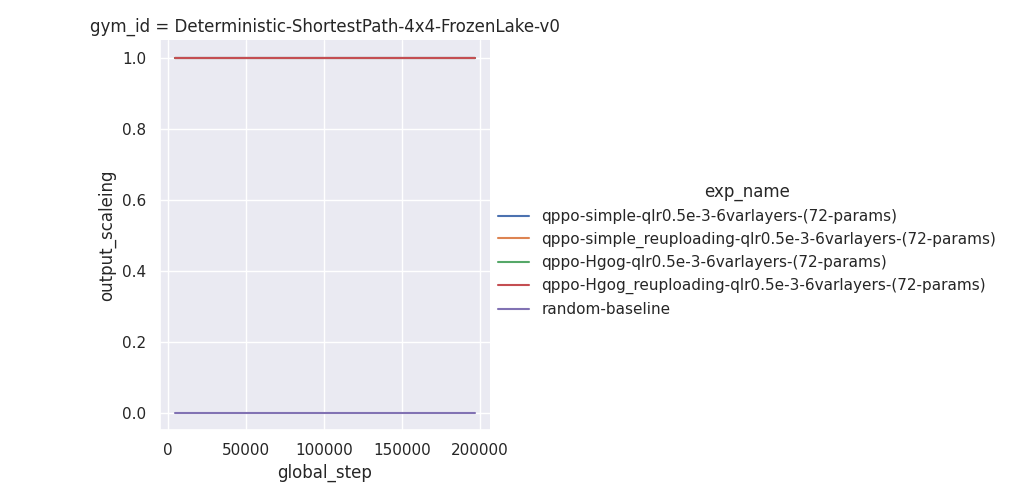 gym_id = Deterministic-ShortestPath-4x4-FrozenLake-v0
1.0
0.8
0.6
0.4
0.2
0.0
output_scaleing
0
50000
100000
150000
200000
global_step
exp_name
qppo-simple-qlr0.5e-3-6varlayers-(72-params)
qppo-simple_reuploading-qlr0.5e-3-6varlayers-(72-params)
qppo-Hgog-qlr0.5e-3-6varlayers-(72-params)
qppo-Hgog_reuploading-qlr0.5e-3-6varlayers-(72-params)
random-baseline